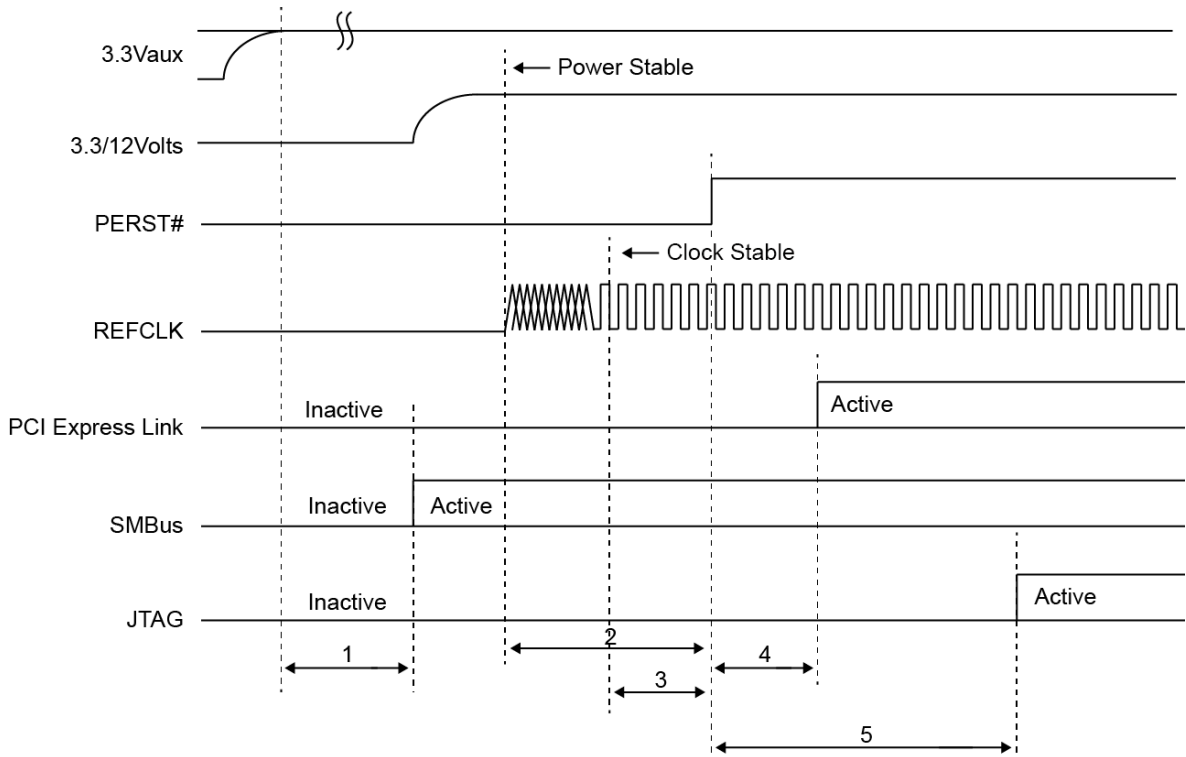 3.3Vaux
Power Stable
3.3/12Volts
PERST#
Clock Stable
REFCLK
PCI Express Link
Inactive
Active
SMBus
Inactive
Active
JTAG
Inactive
Active
1
2
3
4
5